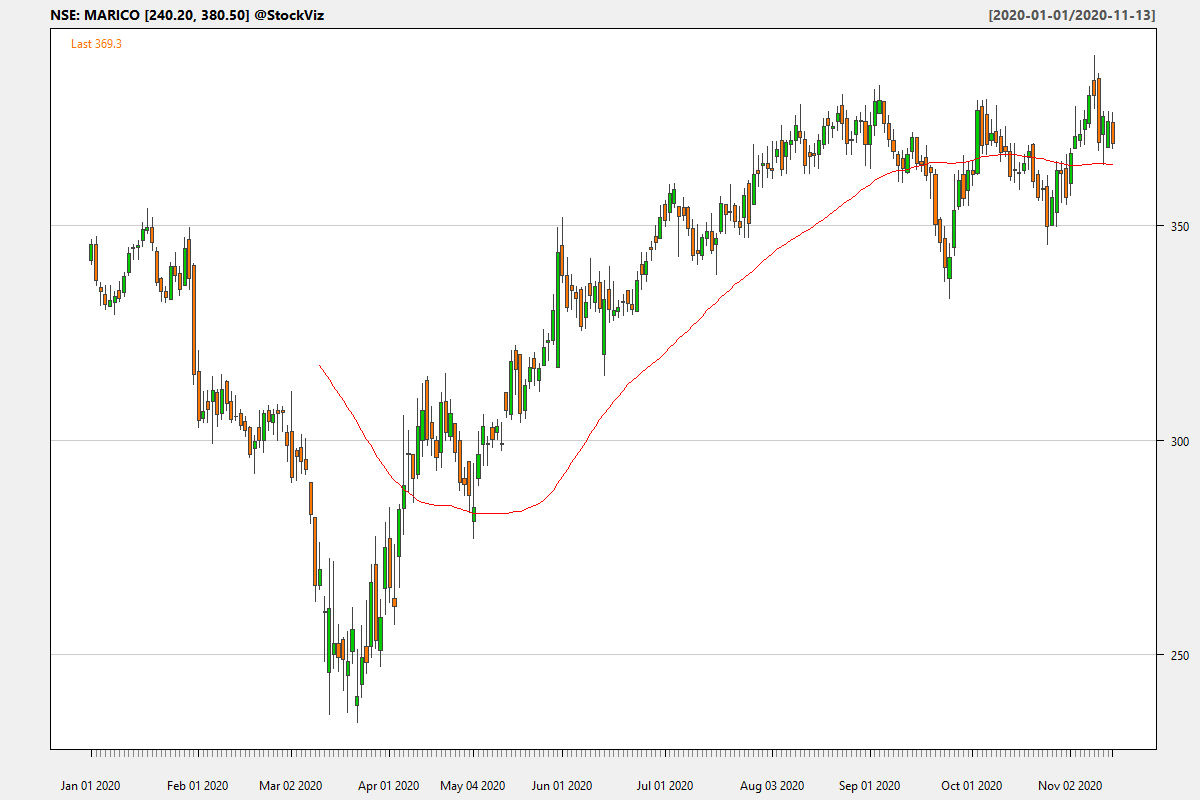 NSE: MARICO [240.20, 380.50] @StockViz [2020-01-01/2020-11-13]
Last 369.3
350
300
250
Jan 01 2020 Feb 01 2020 Mar 02 2020 Apr 01 2020 May 04 2020 Jun 01 2020 Jul 01 2020 Aug 03 2020 Sep 01 2020 Oct 01 2020 Nov 02 2020